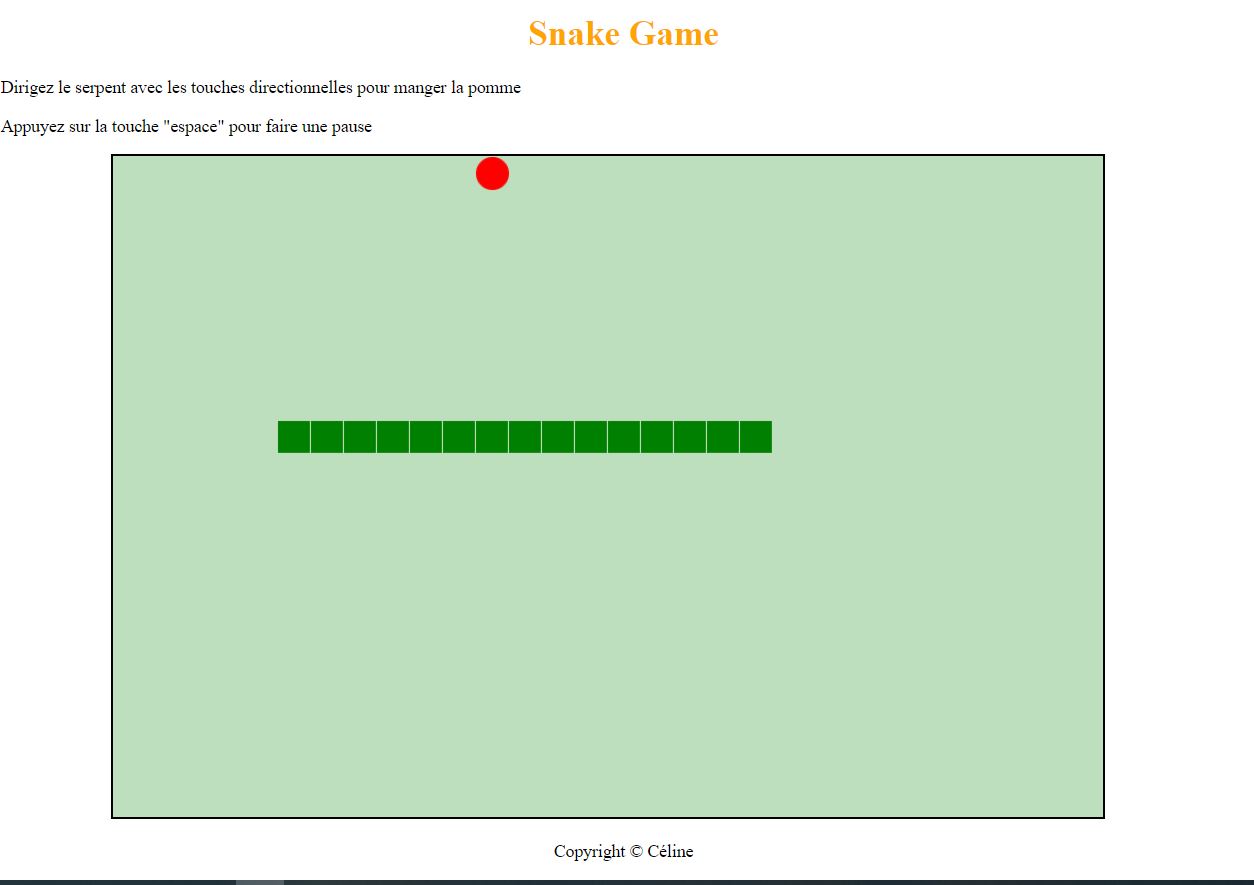 Snake Game
Dirigez le serpent avec les touches directionnelles pour manger la pomme
Appuyez sur la touche "espace" pour faire une pause
Copyright © Céline